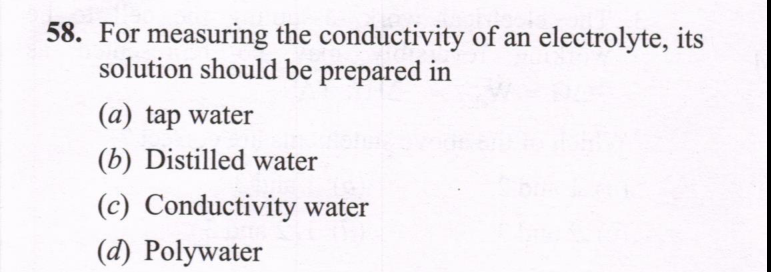 58. For measuring the conductivity of an electrolyte, its
solution should be prepared in
(a) tap water
(b) Distilled water
(c) Conductivity water
(d) Polywater